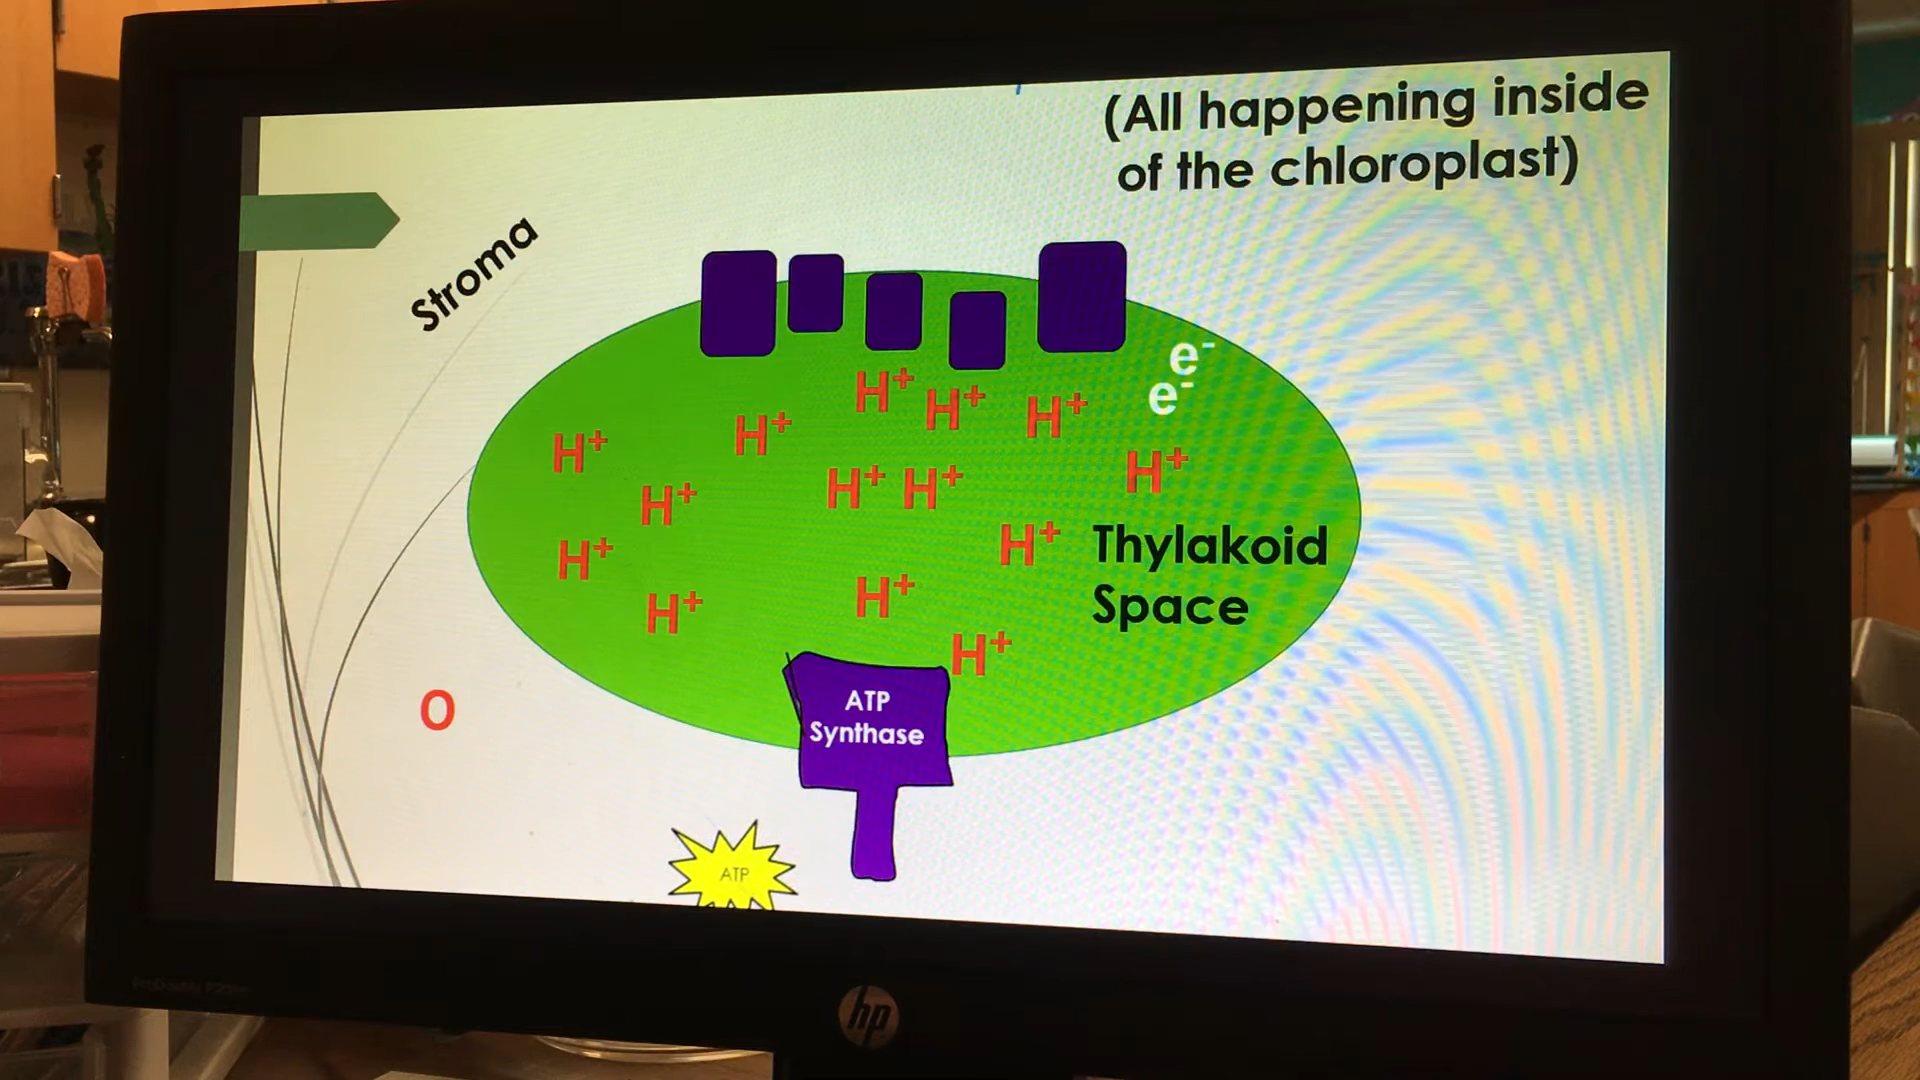 (All happening inside
of the chloroplast)
Stroma
e-
e-
H+ H+ H+ H+
H+ H+
H+ H+ H+
H+ H+
H+
H+ H+
H+
Thylakoid
Space
O
ATP
Synthase
ATP
hp